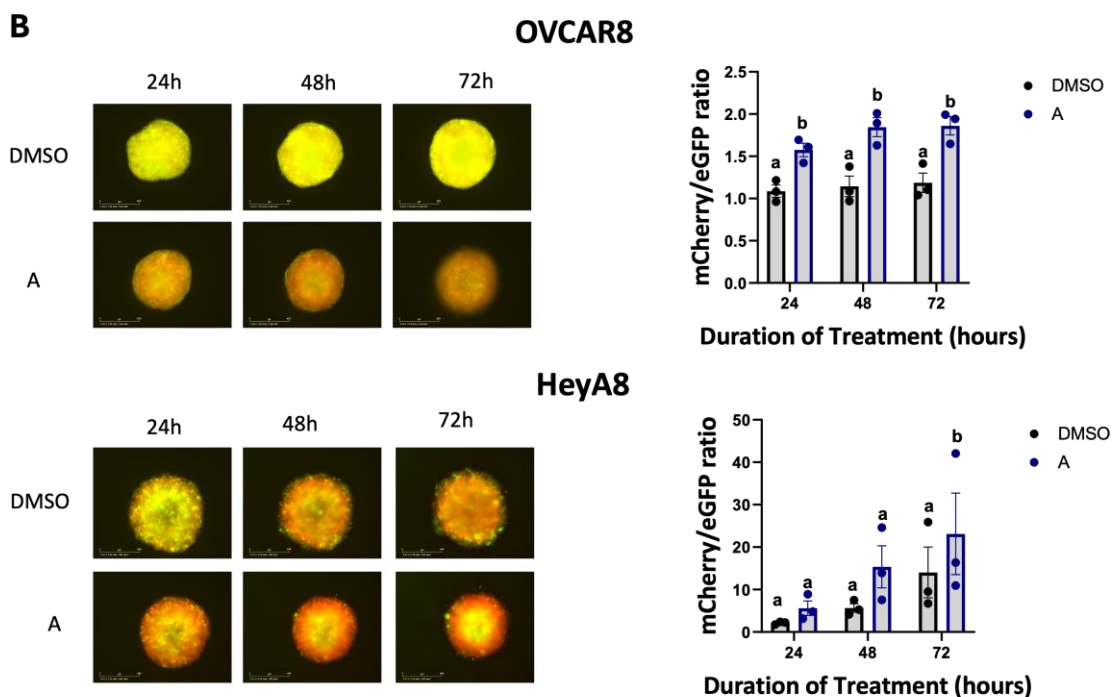 B
OVCAR8
24h 48h 72h
DMSO
A
mCherry/eGFP ratio
2.5
2.0
1.5
1.0
0.5
0.0
a b a b a b
24 48 72
Duration of Treatment (hours)
DMSO
A
HeyA8
24h 48h 72h
DMSO
A
mCherry/eGFP ratio
50
40
30
20
10
0
a a a a a b
24 48 72
Duration of Treatment (hours)
DMSO
A